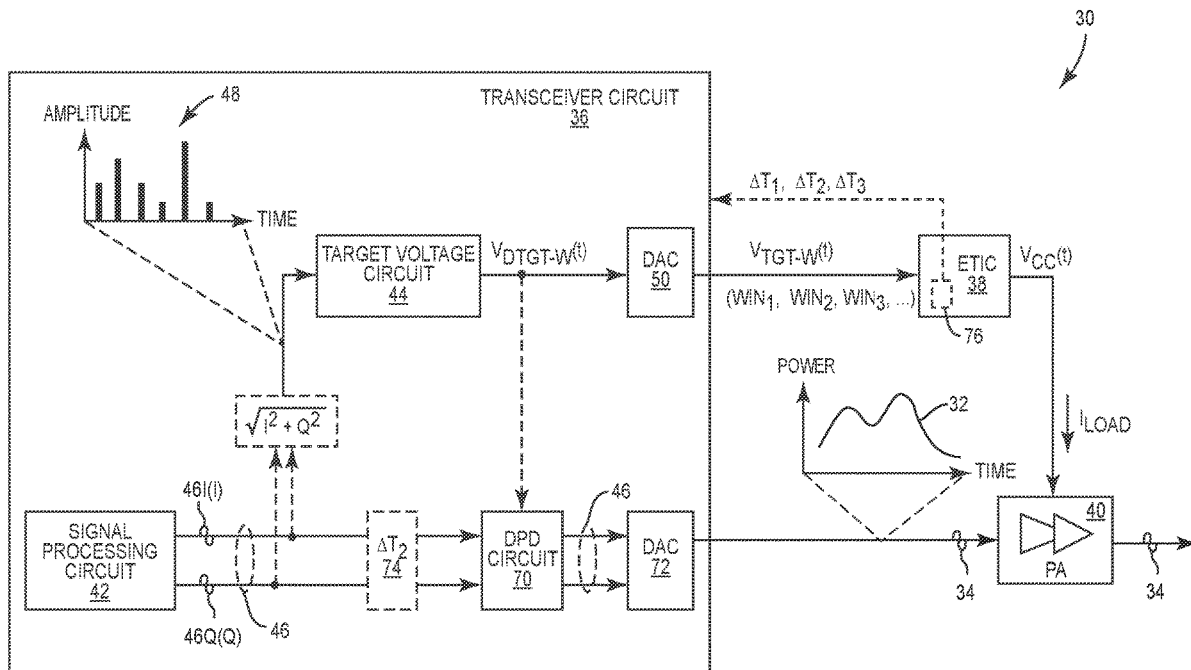 30
TRANSCEIVER CIRCUIT
36
AMPLITUDE
48
TIME
ΔT1, ΔT2, ΔT3
TARGET VOLTAGE
CIRCUIT
44
VDTGT-W(t)
DAC
50
VTGT-W(t)
(WIN1, WIN2, WIN3, ...)
ETIC
38
VCC(t)
76
POWER
32
TIME
ILOAD
√I² + Q²
46I(I)
46
SIGNAL
PROCESSING
CIRCUIT
42
46Q(Q)
46
ΔT2
74
DPD
CIRCUIT
70
DAC
72
34
40
PA
34